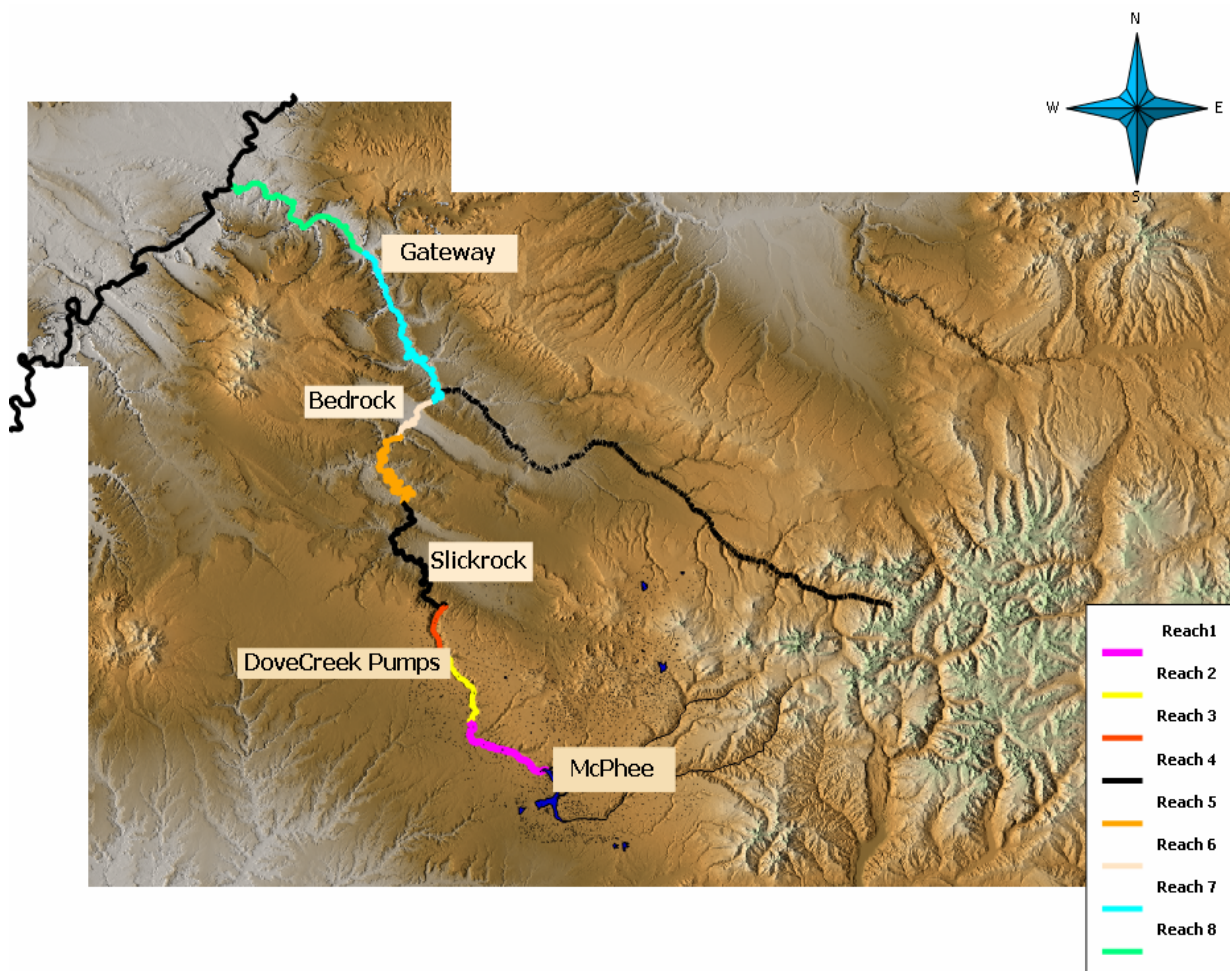 N
W
E
S
Gateway
Bedrock
Slickrock
DoveCreek Pumps
McPhee
Reach1
Reach 2
Reach 3
Reach 4
Reach 5
Reach 6
Reach 7
Reach 8